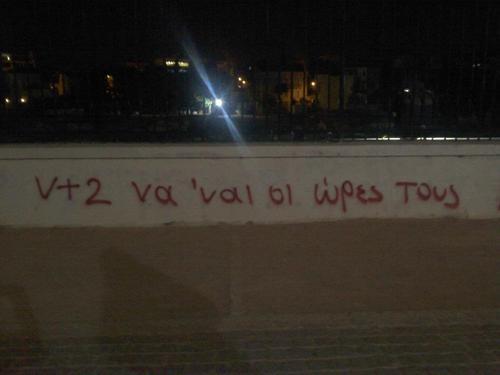 ν+2 να 'ναι οι ώρες τους